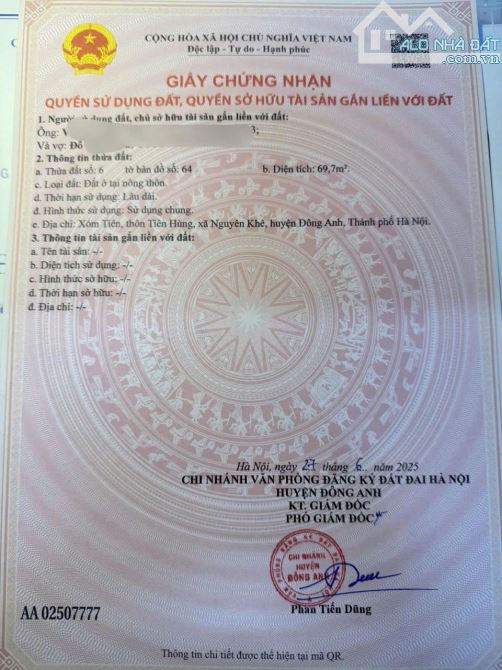 CỘNG HÒA XÃ HỘI CHỦ NGHĨA VIỆT NAM
Độc lập - Tự do - Hạnh phúc
ALO NHÀ ĐẤT
.com.vn
GIẤY CHỨNG NHẬN
QUYỀN SỬ DỤNG ĐẤT, QUYỀN SỞ HỮU TÀI SẢN GẮN LIỀN VỚI ĐẤT
1. Người sử dụng đất, chủ sở hữu tài sản gắn liền với đất:
Ông: V 3;
Và vợ: Đỗ
2. Thông tin thửa đất:
a. Thửa đất số: 6 tờ bản đồ số: 64 b. Diện tích: 69,7m².
c. Loại đất: Đất ở tại nông thôn.
d. Thời hạn sử dụng: Lâu dài.
đ. Hình thức sử dụng: Sử dụng chung.
e. Địa chỉ: Xóm Tiên, thôn Tiên Hùng, xã Nguyên Khê, huyện Đông Anh, Thành phố Hà Nội.
3. Thông tin tài sản gắn liền với đất:
a. Tên tài sản: -/-
b. Diện tích sử dụng: -/-
c. Hình thức sở hữu: -/-
d. Thời hạn sở hữu: -/-
đ. Địa chỉ: -/-
Hà Nội, ngày 27 tháng 6.. năm 2025
CHI NHÁNH VĂN PHÒNG ĐĂNG KÝ ĐẤT ĐAI HÀ NỘI
HUYỆN ĐÔNG ANH
KT. GIÁM ĐỐC
PHÓ GIÁM ĐỐC
CHI NHÁNH
HUYỆN
ĐÔNG ANH
Phan Tiến Dũng
AA 02507777
Thông tin chi tiết được thể hiện tại mã QR.